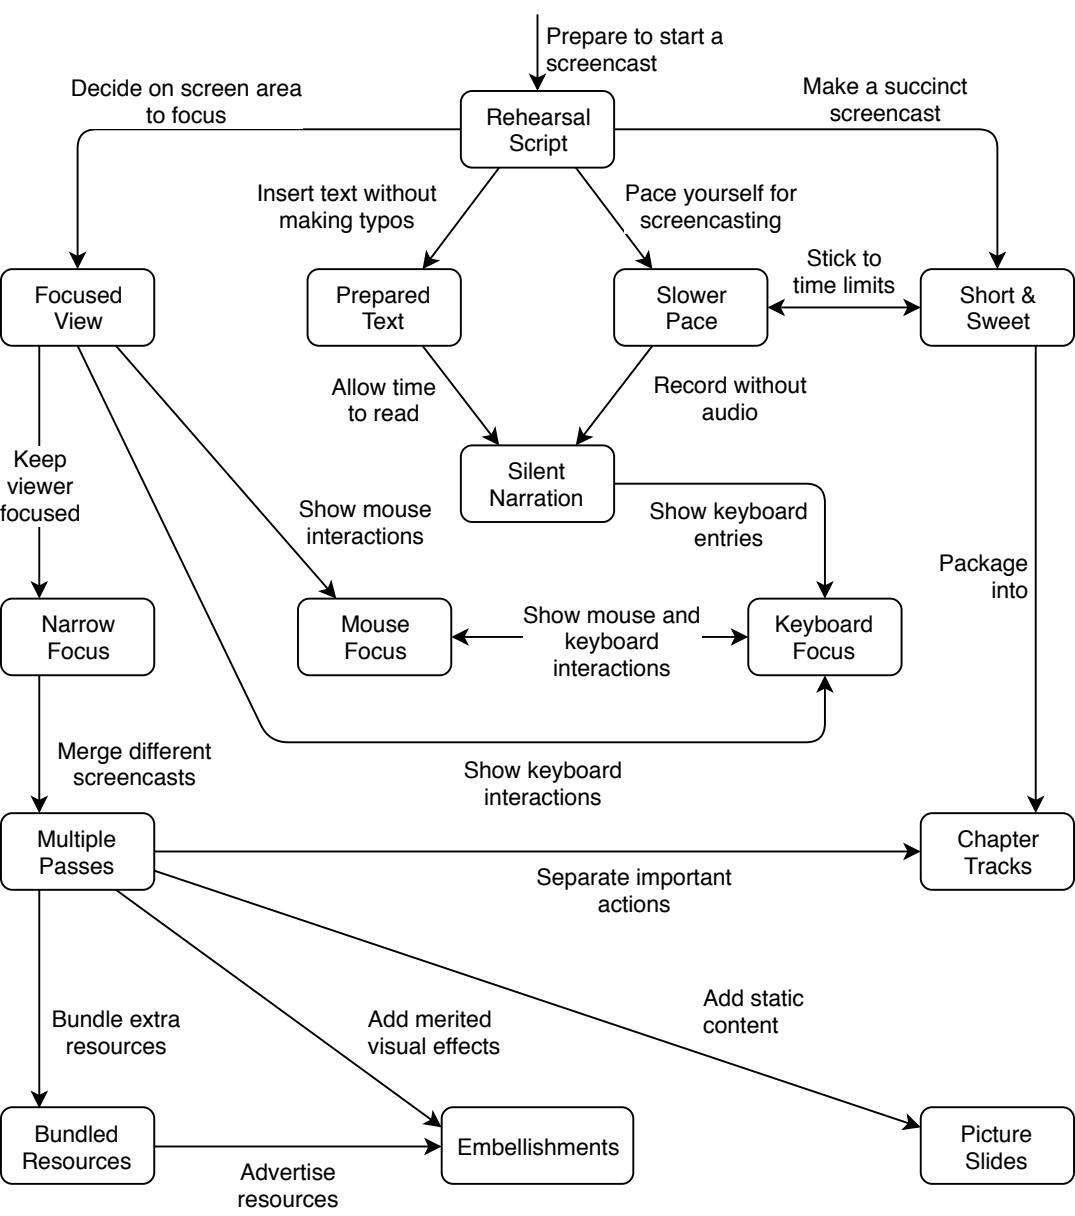 Prepare to start a
screencast
Decide on screen area
to focus
Make a succinct
screencast
Rehearsal
Script
Insert text without
making typos
Pace yourself for
screencasting
Stick to
time limits
Focused
View
Prepared
Text
Slower
Pace
Short &
Sweet
Allow time
to read
Record without
audio
Keep
viewer
focused
Silent
Narration
Show mouse
interactions
Show keyboard
entries
Package
into
Narrow
Focus
Mouse
Focus
Show mouse and
keyboard
interactions
Keyboard
Focus
Merge different
screencasts
Show keyboard
interactions
Multiple
Passes
Chapter
Tracks
Separate important
actions
Bundle extra
resources
Add merited
visual effects
Add static
content
Bundled
Resources
Embellishments
Picture
Slides
Advertise
resources